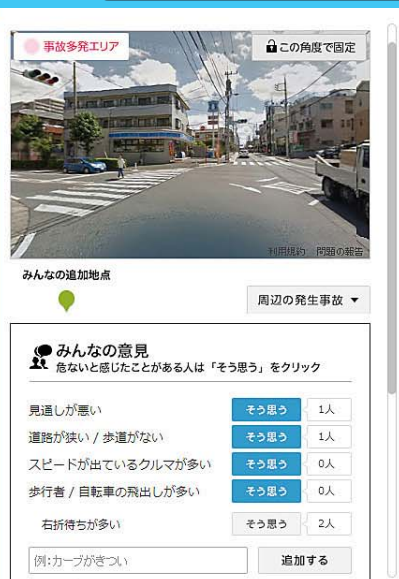 事故多発エリア
この角度で固定
利用規約 問題の報告
みんなの追加地点
周辺の発生事故 ▼
みんなの意見
危ないと感じたことがある人は「そう思う」をクリック
見通しが悪い そう思う 1人
道路が狭い / 歩道がない そう思う 1人
スピードが出ているクルマが多い そう思う 0人
歩行者 / 自転車の飛出しが多い そう思う 0人
右折待ちが多い そう思う 2人
例:カーブがきつい 追加する